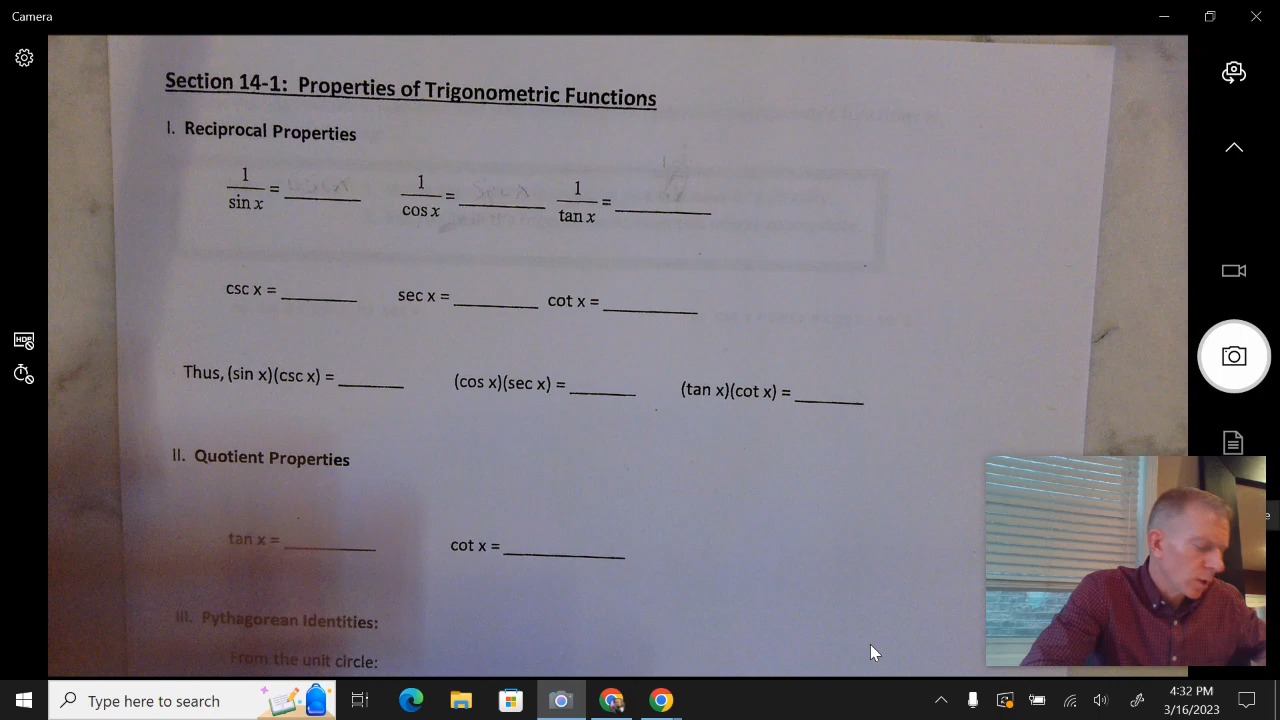 Camera
Section 14-1: Properties of Trigonometric Functions
I. Reciprocal Properties
1/sin x = ______ 1/cos x = ______ 1/tan x = ______
csc x = ______ sec x = ______ cot x = ______
Thus, (sin x)(csc x) = ______ (cos x)(sec x) = ______ (tan x)(cot x) = ______
II. Quotient Properties
tan x = ______ cot x = ______
III. Pythagorean Identities:
From the unit circle:
Type here to search
4:32 PM
3/16/2023